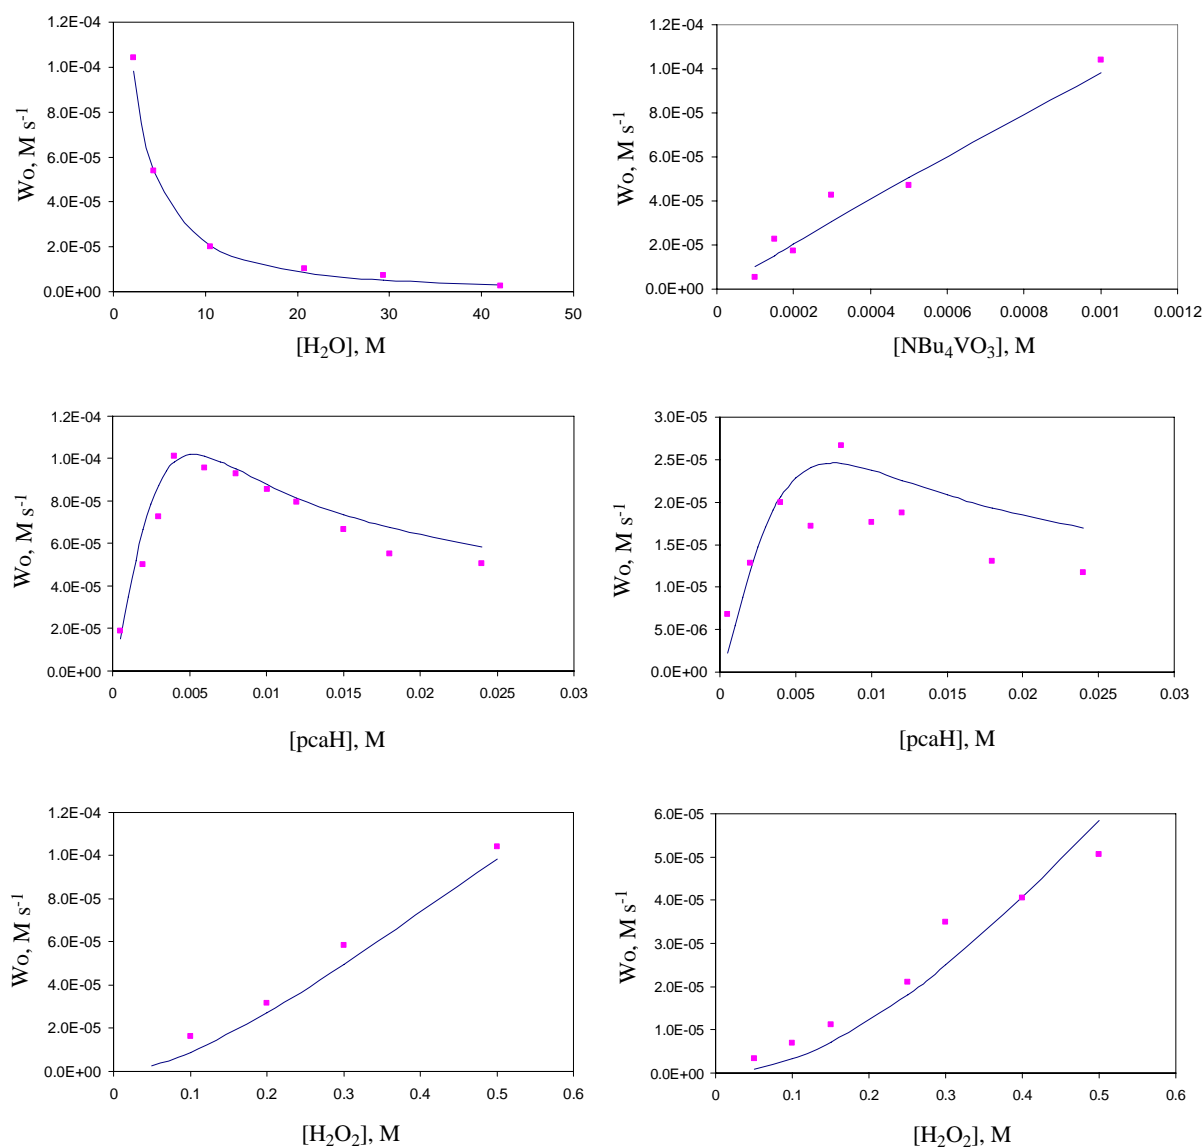 1.2E-04
1.0E-04
8.0E-05
6.0E-05
4.0E-05
2.0E-05
0.0E+00
Wo, M s-1
0 10 20 30 40 50
[H2O], M
1.2E-04
1.0E-04
8.0E-05
6.0E-05
4.0E-05
2.0E-05
0.0E+00
Wo, M s-1
0 0.0002 0.0004 0.0006 0.0008 0.001 0.0012
[NBu4VO3], M
1.2E-04
1.0E-04
8.0E-05
6.0E-05
4.0E-05
2.0E-05
0.0E+00
Wo, M s-1
0 0.005 0.01 0.015 0.02 0.025 0.03
[pcaH], M
3.0E-05
2.5E-05
2.0E-05
1.5E-05
1.0E-05
5.0E-06
0.0E+00
Wo, M s-1
0 0.005 0.01 0.015 0.02 0.025 0.03
[pcaH], M
1.2E-04
1.0E-04
8.0E-05
6.0E-05
4.0E-05
2.0E-05
0.0E+00
Wo, M s-1
0 0.1 0.2 0.3 0.4 0.5 0.6
[H2O2], M
6.0E-05
5.0E-05
4.0E-05
3.0E-05
2.0E-05
1.0E-05
0.0E+00
Wo, M s-1
0 0.1 0.2 0.3 0.4 0.5 0.6
[H2O2], M